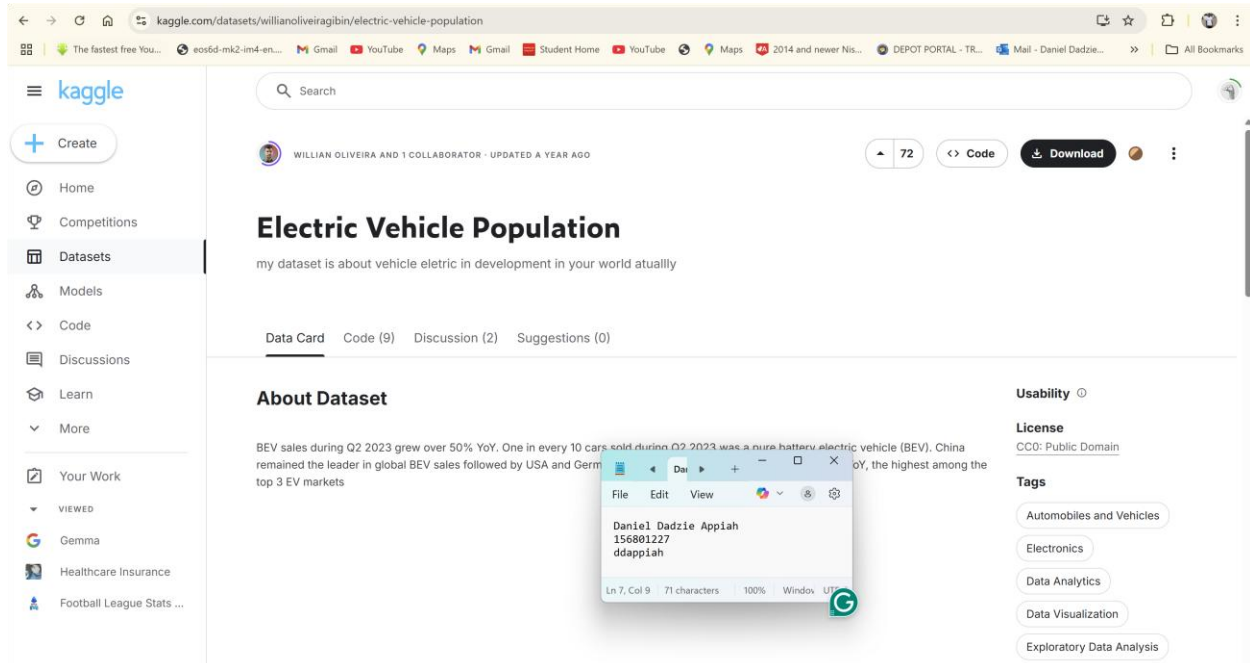 kaggle.com/datasets/willianoliveiragibin/electric-vehicle-population
The fastest free You...
eos6d-mk2-im4-en....
Gmail
YouTube
Maps
Gmail
Student Home
YouTube
Maps
2014 and newer Nis...
DEPOT PORTAL - TR...
Mail - Daniel Dadzie...
»
All Bookmarks
kaggle
Search
Create
Home
Competitions
Datasets
Models
Code
Discussions
Learn
More
Your Work
VIEWED
Gemma
Healthcare Insurance
Football League Stats ...
WILLIAN OLIVEIRA AND 1 COLLABORATOR · UPDATED A YEAR AGO
72
<> Code
Download
Electric Vehicle Population
my dataset is about vehicle eletric in development in your world atuallly
Data Card Code (9) Discussion (2) Suggestions (0)
About Dataset
BEV sales during Q2 2023 grew over 50% YoY. One in every 10 cars sold during Q2 2023 was a pure battery electric vehicle (BEV). China
remained the leader in global BEV sales followed by USA and Germ oY, the highest among the
top 3 EV markets
Da
File Edit View
Daniel Dadzie Appiah
156801227
ddappiah
Ln 7, Col 9 71 characters 100% Windov UTF
Usability
License
CC0: Public Domain
Tags
Automobiles and Vehicles
Electronics
Data Analytics
Data Visualization
Exploratory Data Analysis